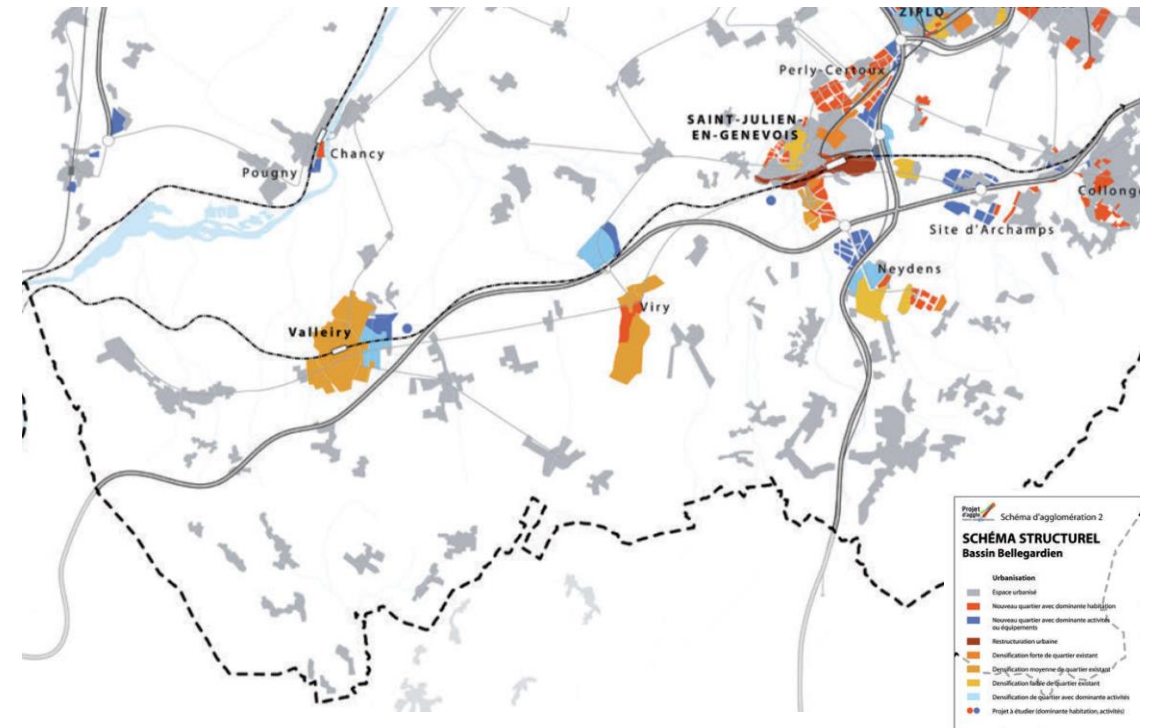 ZIPLO
Perly-Certoux
SAINT-JULIEN-
EN-GENEVOIS
Chancy
Pougny
Collong
Site d'Archamps
Neydens
Viry
Valleiry
Projet
d'agglo
Schéma d'agglomération 2
SCHÉMA STRUCTUREL
Bassin Bellegardien
Urbanisation
Espace urbanisé
Nouveau quartier avec dominante habitation
Nouveau quartier avec dominante activités
ou équipements
Restructuration urbaine
Densification forte de quartier existant
Densification moyenne de quartier existant
Densification faible de quartier existant
Densification de quartier avec dominante activités
Projet à étudier (dominante habitation, activités)